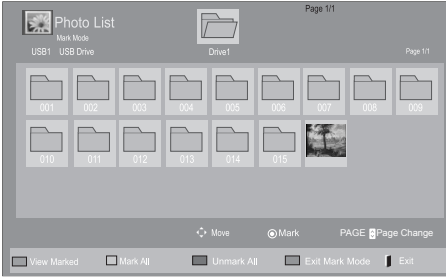 Page 1/1
Photo List
Mark Mode
USB1 USB Drive Drive1 Page 1/1
001 002 003 004 005 006 007 008 009
010 011 012 013 014 015
Move Mark PAGE Page Change
View Marked Mark All Unmark All Exit Mark Mode Exit